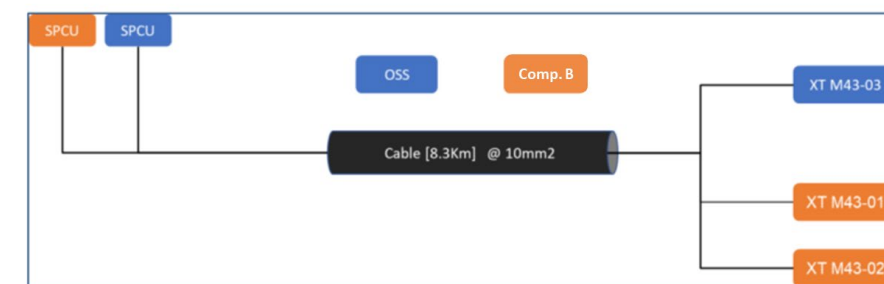 SPCU
SPCU
OSS
Comp. B
XT M43-03
Cable [8.3Km] @ 10mm2
XT M43-01
XT M43-02